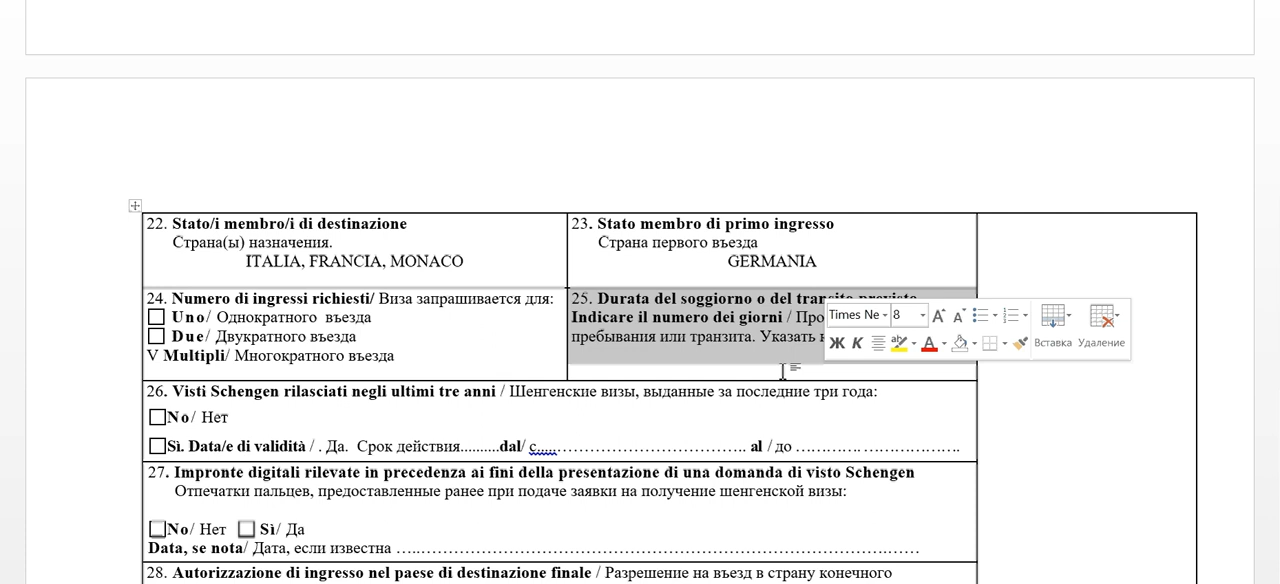 22. Stato/i membro/i di destinazione
Страна(ы) назначения.
ITALIA, FRANCIA, MONACO
23. Stato membro di primo ingresso
Страна первого въезда
GERMANIA
24. Numero di ingressi richiesti/ Виза запрашивается для:
Uno/ Однократного въезда
Due/ Двукратного въезда
V Multipli/ Многократного въезда
25. Durata del soggiorno o del transito previsto
Indicare il numero dei giorni / Про
пребывания или транзита. Указать
Times Ne 8
Ж К А Вставка Удаление
26. Visti Schengen rilasciati negli ultimi tre anni / Шенгенские визы, выданные за последние три года:
No/ Нет
Sì. Data/e di validità / . Да. Срок действия..........dal/ с.....…………………………….. al / до …………. ……………….
27. Impronte digitali rilevate in precedenza ai fini della presentazione di una domanda di visto Schengen
Отпечатки пальцев, предоставленные ранее при подаче заявки на получение шенгенской визы:
No/ Нет Sì/ Да
Data, se nota/ Дата, если известна …..……………………………………………………………………..……
28. Autorizzazione di ingresso nel paese di destinazione finale / Разрешение на въезд в страну конечного